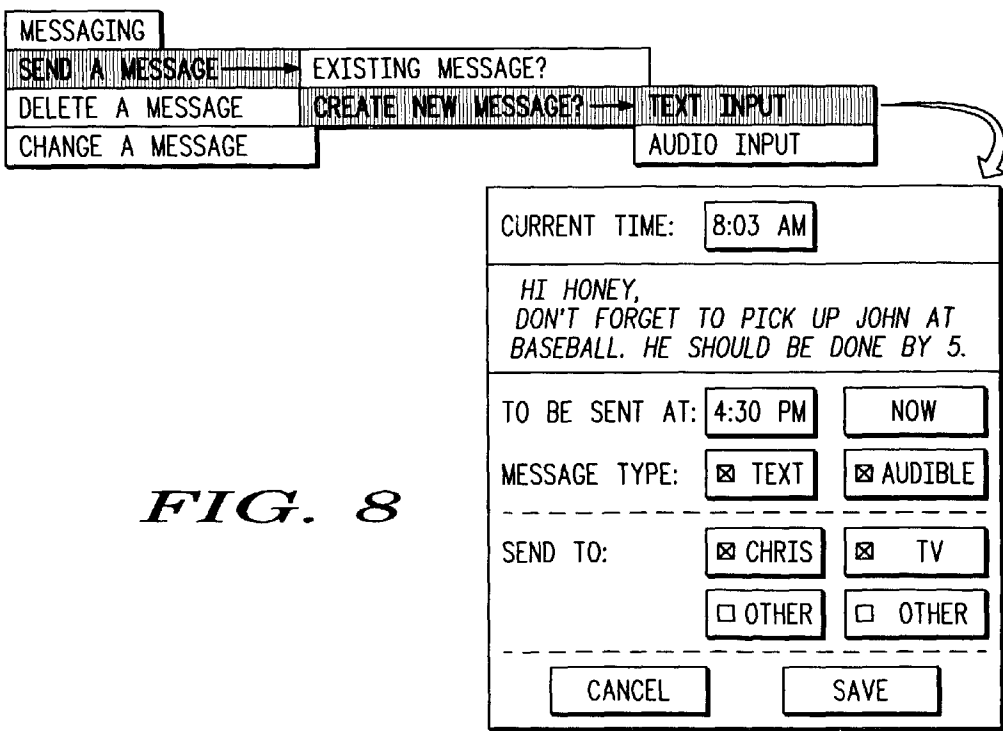 MESSAGING
SEND A MESSAGE EXISTING MESSAGE?
DELETE A MESSAGE CREATE NEW MESSAGE? TEXT INPUT
CHANGE A MESSAGE AUDIO INPUT
CURRENT TIME: 8:03 AM
HI HONEY,
DON'T FORGET TO PICK UP JOHN AT
BASEBALL. HE SHOULD BE DONE BY 5.
TO BE SENT AT: 4:30 PM NOW
MESSAGE TYPE: ☒ TEXT ☒ AUDIBLE
SEND TO: ☒ CHRIS ☒ TV
☐ OTHER ☐ OTHER
CANCEL SAVE
FIG. 8